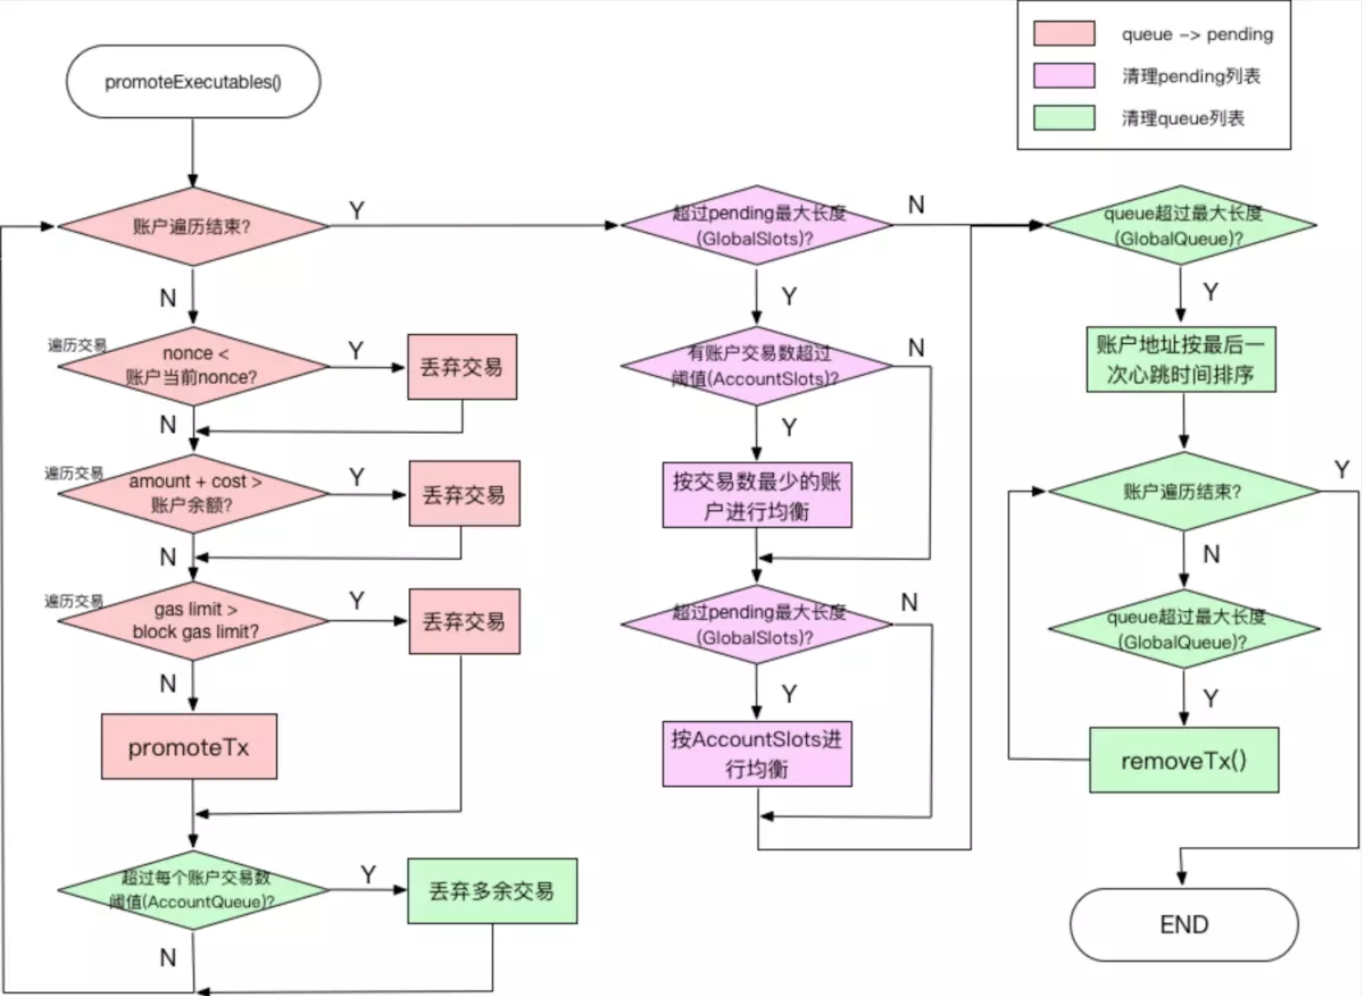 queue -> pending
清理pending列表
清理queue列表
promoteExecutables()
账户遍历结束?
Y
N
遍历交易
nonce <
账户当前nonce?
Y
丢弃交易
N
遍历交易
amount + cost >
账户余额?
Y
丢弃交易
N
遍历交易
gas limit >
block gas limit?
Y
丢弃交易
N
promoteTx
超过每个账户交易数
阈值(AccountQueue)?
Y
丢弃多余交易
N
超过pending最大长度
(GlobalSlots)?
N
Y
有账户交易数超过
阈值(AccountSlots)?
N
Y
按交易数最少的账
户进行均衡
超过pending最大长度
(GlobalSlots)?
N
Y
按AccountSlots进
行均衡
queue超过最大长度
(GlobalQueue)?
Y
账户地址按最后一
次心跳时间排序
账户遍历结束?
Y
N
queue超过最大长度
(GlobalQueue)?
Y
removeTx()
END